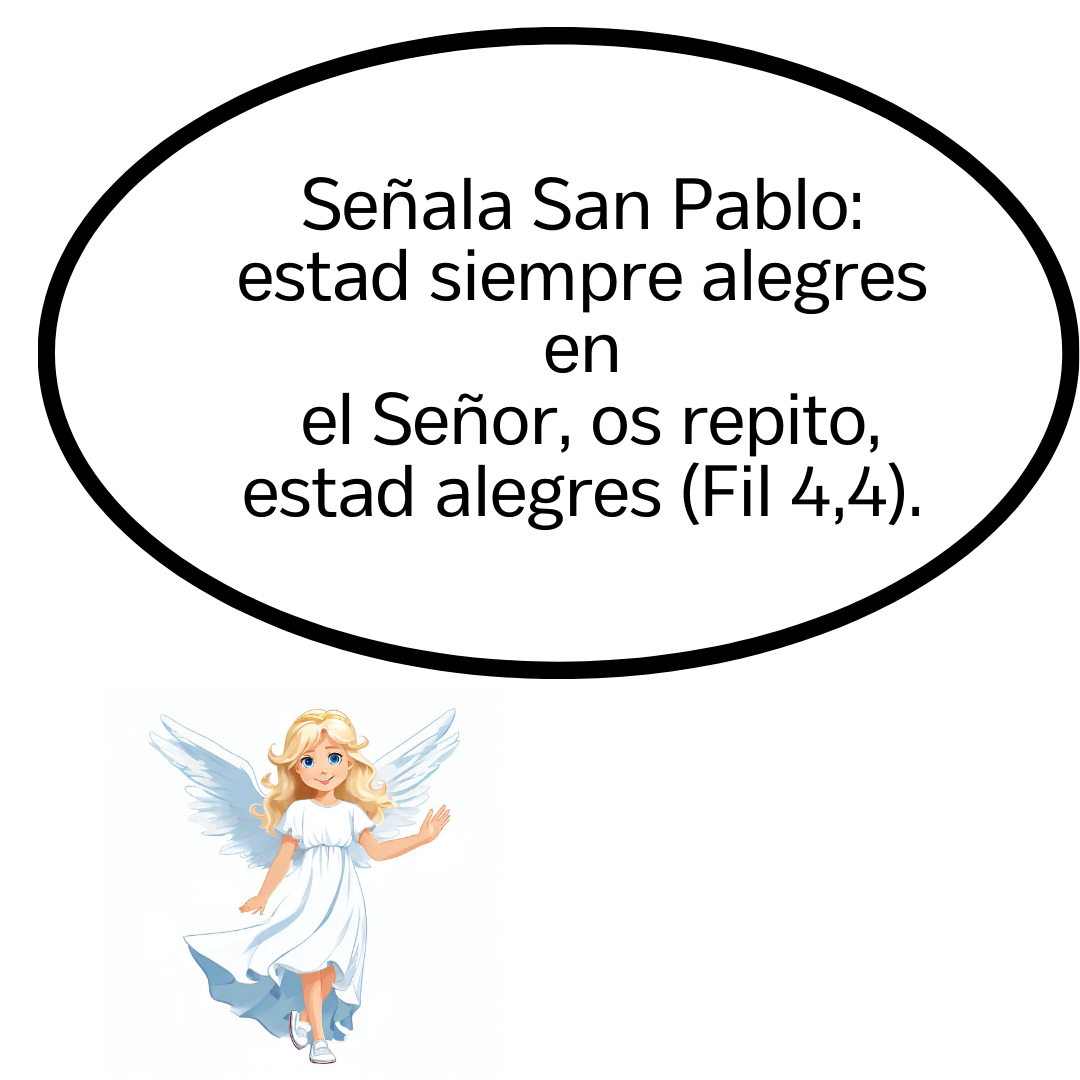 Señala San Pablo:
estad siempre alegres
en
el Señor, os repito,
estad alegres (Fil 4,4).